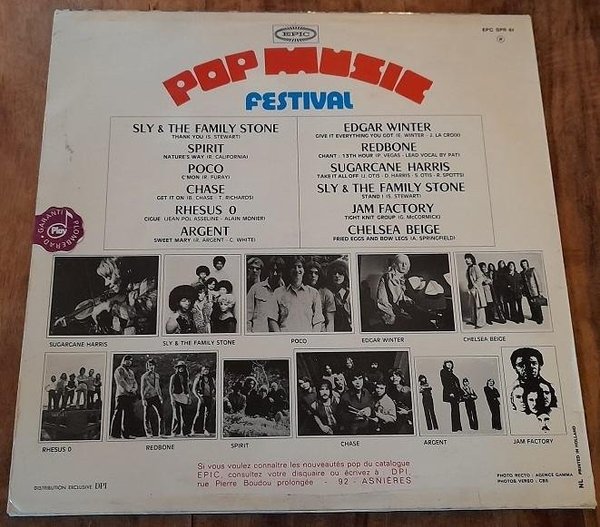 EPIC
EPC SPR 61
POP MUSIC
FESTIVAL
SLY & THE FAMILY STONE
THANK YOU (S. STEWART)
SPIRIT
NATURE'S WAY (R. CALIFORNIA)
POCO
C'MON (R. FURAY)
CHASE
GET IT ON (B. CHASE - T. RICHARDS)
RHESUS O
CIGUE (JEAN POL ASSELINE - ALAIN MONIER)
ARGENT
SWEET MARY (R. ARGENT - C. WHITE)
EDGAR WINTER
GIVE IT EVERYTHING YOU GOT (E. WINTER - J. LA CROIX)
REDBONE
CHANT : 13TH HOUR (P. VEGAS - LEAD VOCAL BY PAT)
SUGARCANE HARRIS
TAKE IT ALL OFF (J. OTIS - D. HARRIS - S. OTIS - R. SPOTTS)
SLY & THE FAMILY STONE
STAND ! (S. STEWART)
JAM FACTORY
TIGHT KNIT GROUP (G. McCORMICK)
CHELSEA BEIGE
FRIED EGGS AND BOW LEGS (A. SPRINGFIELD)
GARANTI
Play
SUGARCANE HARRIS
SLY & THE FAMILY STONE
POCO
EDGAR WINTER
CHELSEA BEIGE
RHESUS O
REDBONE
SPIRIT
CHASE
ARGENT
JAM FACTORY
Si vous voulez connaître les nouveautés pop du catalogue
EPIC, consultez votre disquaire ou écrivez à DPI,
rue Pierre Boudou prolongée - 92 - ASNIÈRES
DISTRIBUTION EXCLUSIVE DPI
PHOTO RECTO : AGENCE GAMMA
PHOTOS VERSO : CBS
NL PRINTED IN HOLLAND